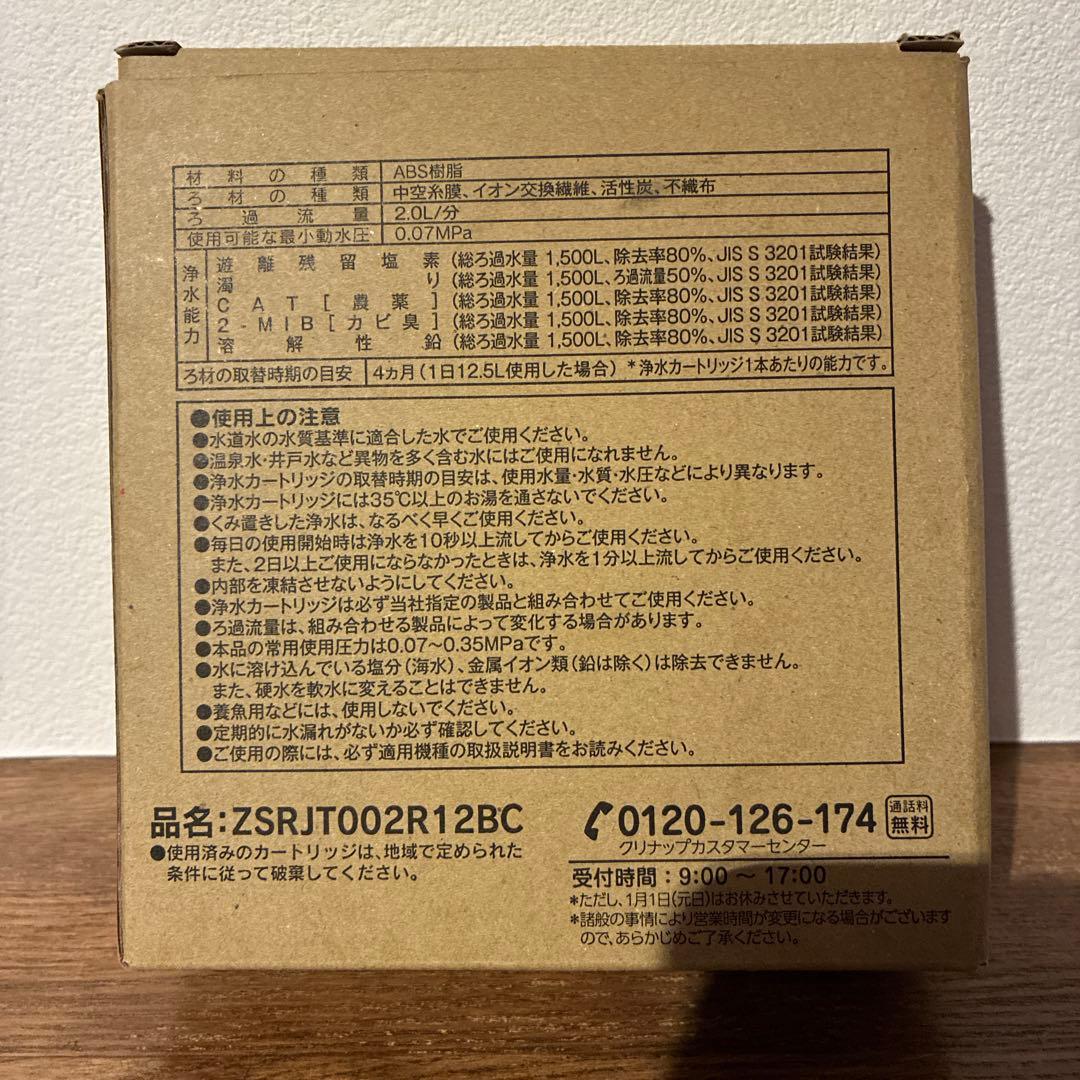 材料の種類 ABS樹脂
ろ材の種類 中空糸膜、イオン交換繊維、活性炭、不織布
ろ過流量 2.0L/分
使用可能な最小動水圧 0.07MPa
浄水能力
遊離残留塩素 (総ろ過水量 1,500L、除去率80%、JIS S 3201試験結果)
濁り (総ろ過水量 1,500L、ろ過流量50%、JIS S 3201試験結果)
CAT[農薬] (総ろ過水量 1,500L、除去率80%、JIS S 3201試験結果)
2-MIB[カビ臭] (総ろ過水量 1,500L、除去率80%、JIS S 3201試験結果)
溶解性鉛 (総ろ過水量 1,500L、除去率80%、JIS S 3201試験結果)
ろ材の取替時期の目安 4ヵ月(1日12.5L使用した場合) *浄水カートリッジ1本あたりの能力です。
●使用上の注意
●水道水の水質基準に適合した水でご使用ください。
●温泉水・井戸水など異物を多く含む水にはご使用になれません。
●浄水カートリッジの取替時期の目安は、使用水量・水質・水圧などにより異なります。
●浄水カートリッジには35℃以上のお湯を通さないでください。
●くみ置きした浄水は、なるべく早くご使用ください。
●毎日の使用開始時は浄水を10秒以上流してからご使用ください。
また、2日以上ご使用にならなかったときは、浄水を1分以上流してからご使用ください。
●内部を凍結させないようにしてください。
●浄水カートリッジは必ず当社指定の製品と組み合わせてご使用ください。
●ろ過流量は、組み合わせる製品によって変化する場合があります。
●本品の常用使用圧力は0.07〜0.35MPaです。
●水に溶け込んでいる塩分(海水)、金属イオン類(鉛は除く)は除去できません。
また、硬水を軟水に変えることはできません。
●養魚用などには、使用しないでください。
●定期的に水漏れがないか必ず確認してください。
●ご使用の際には、必ず適用機種の取扱説明書をお読みください。
品名:ZSRJT002R12BC
●使用済みのカートリッジは、地域で定められた
条件に従って破棄してください。
0120-126-174 通話料無料
クリナップカスタマーセンター
受付時間:9:00 〜 17:00
*ただし、1月1日(元日)はお休みさせていただきます。
*諸般の事情により営業時間が変更になる場合がございます
ので、あらかじめご了承ください。